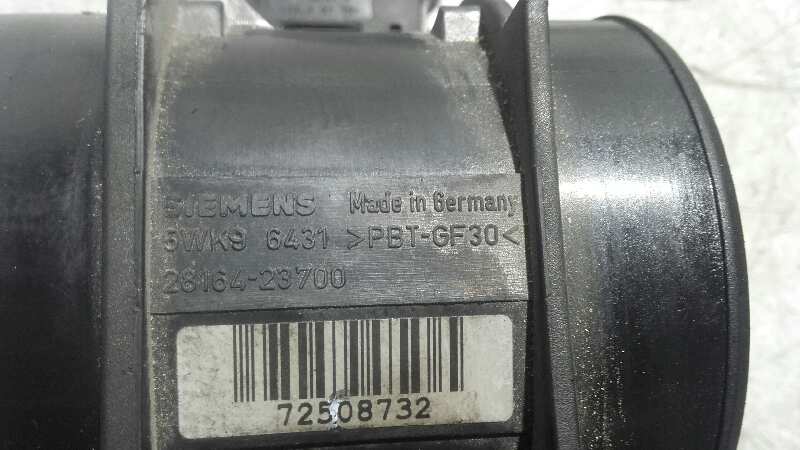 SIEMENS Made in Germany
5WK9 6431 >PBT-GF30<
28164-23700
72508732